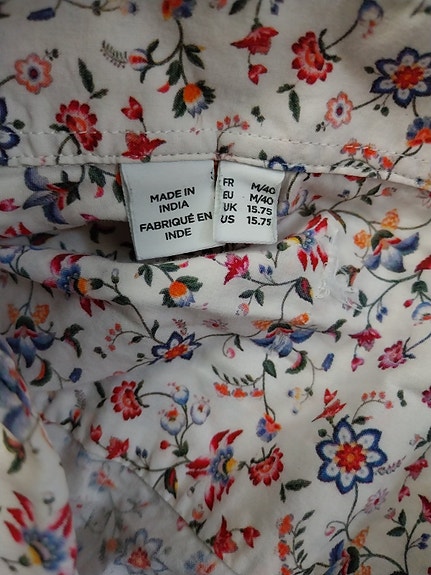 MADE IN
INDIA
FABRIQUÉ EN
INDE
FR M/40
EU M/40
UK 15.75
US 15.75